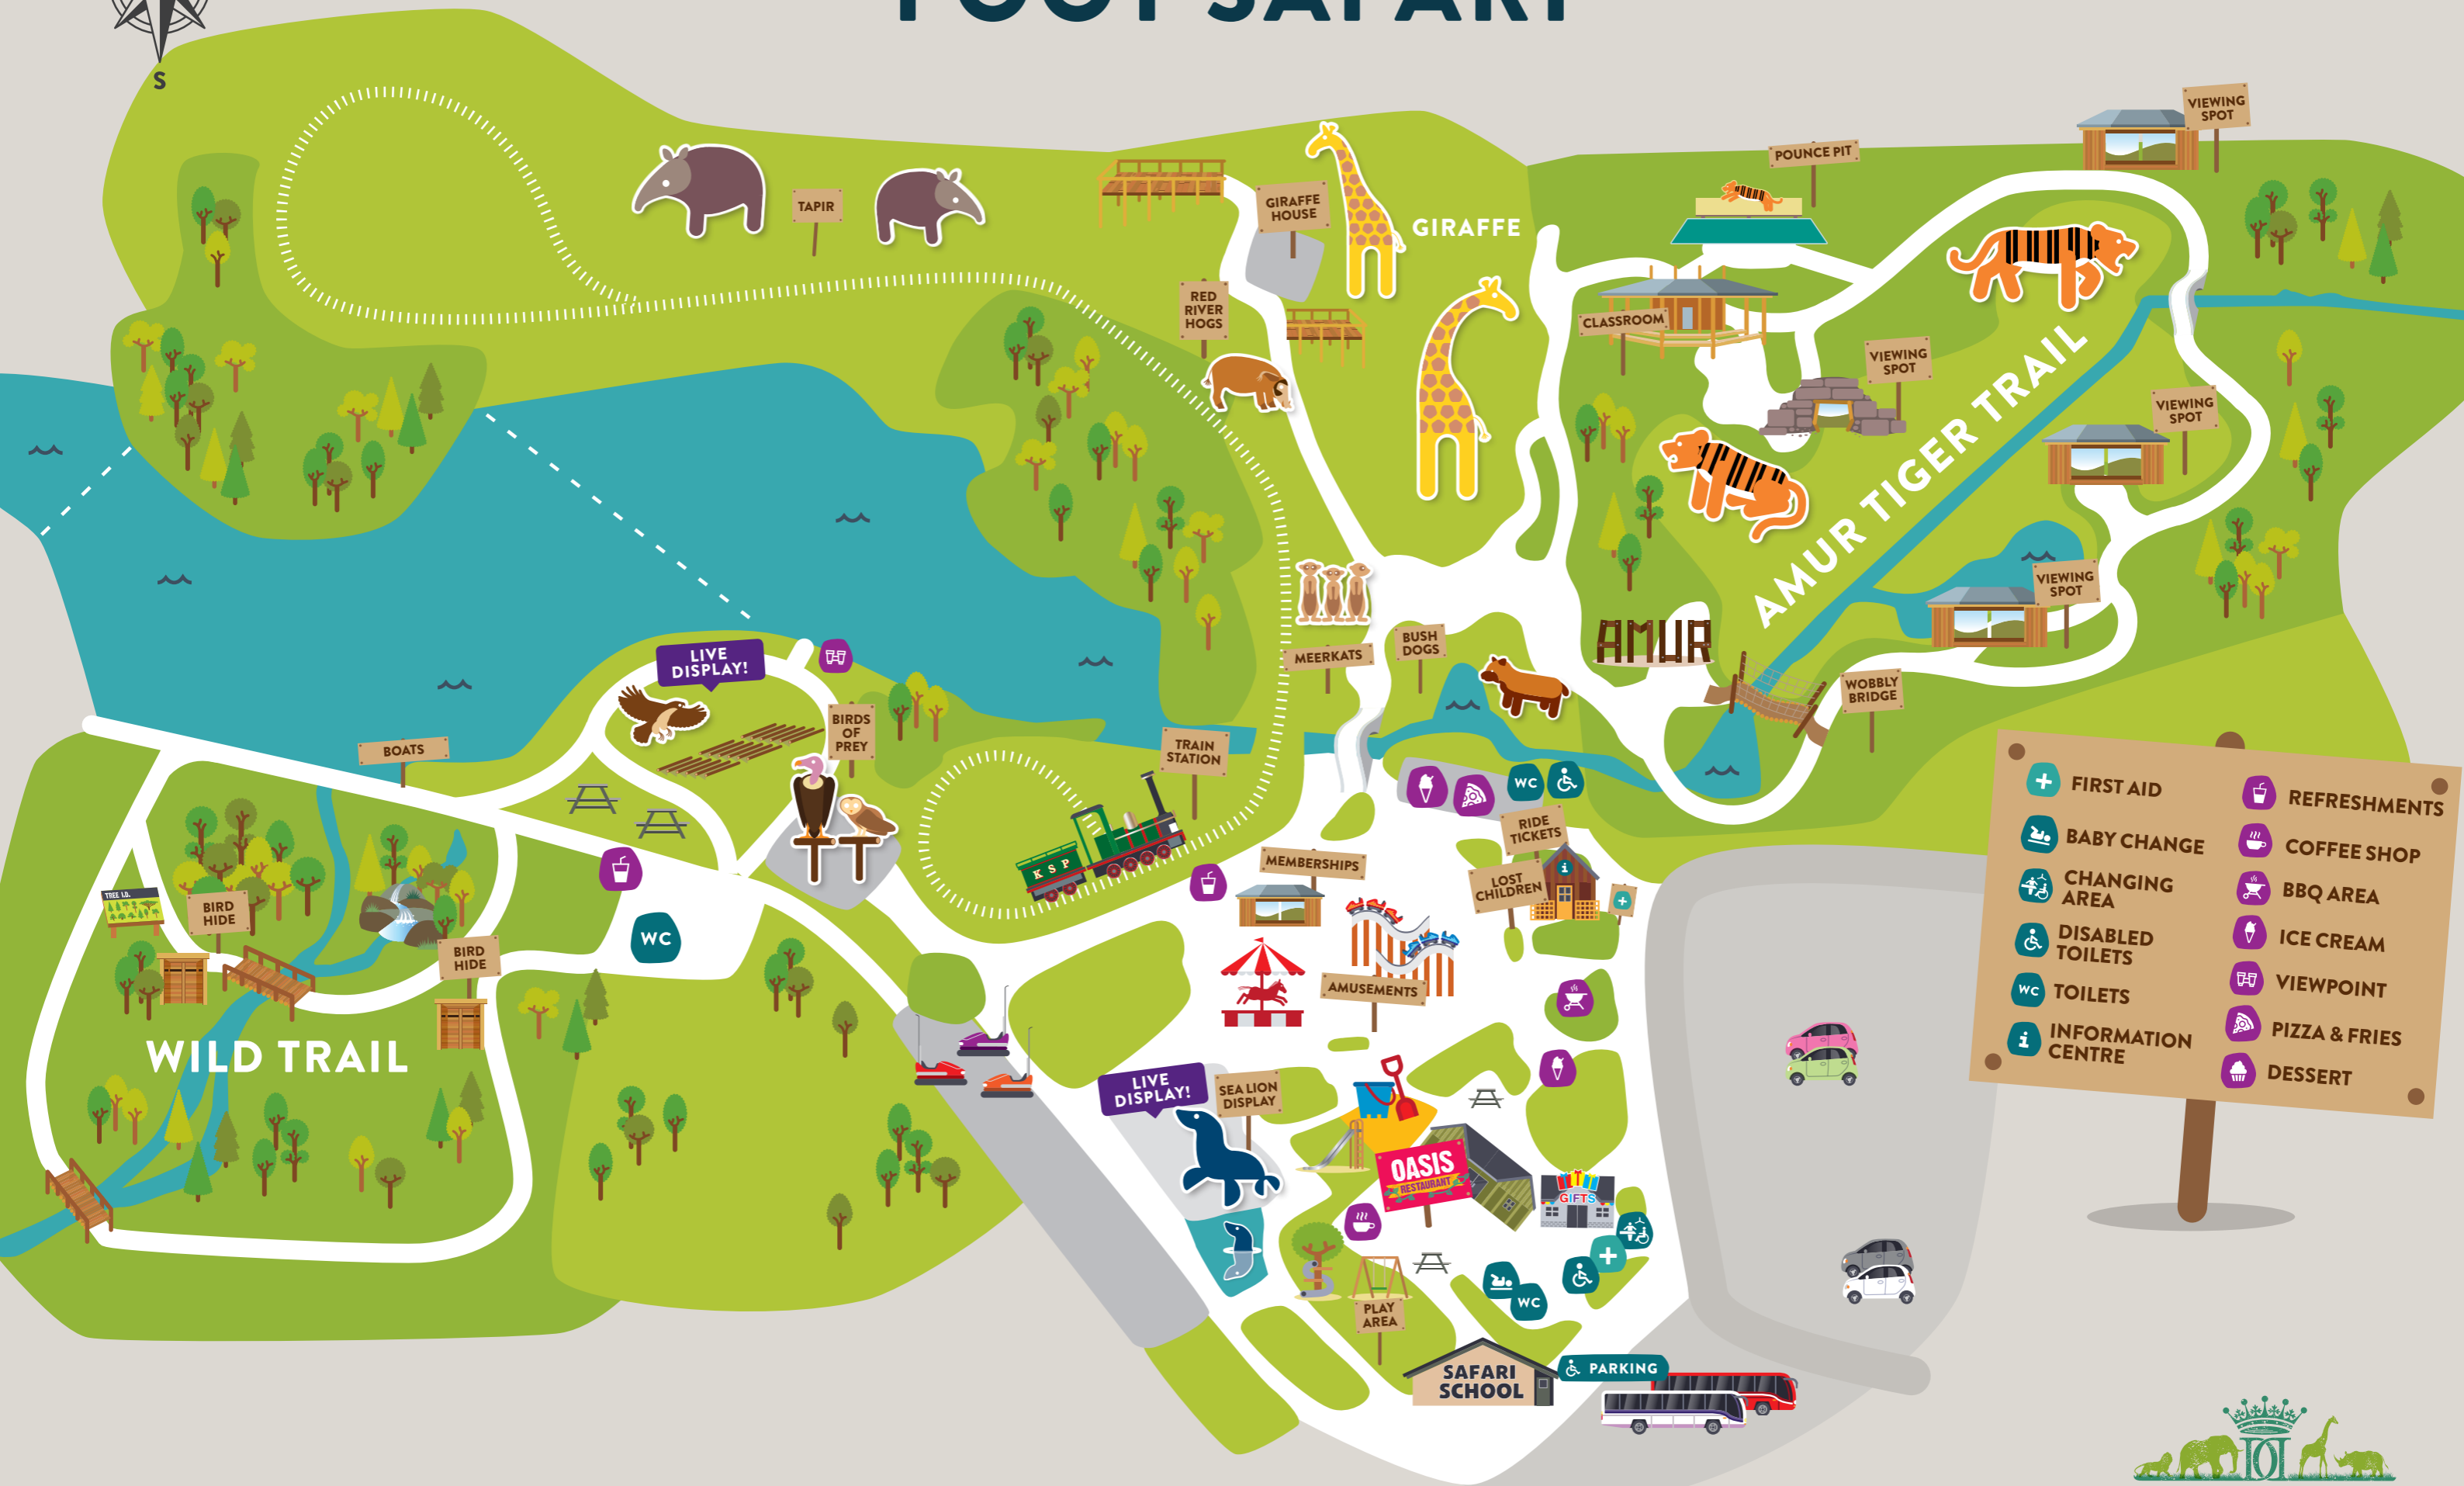 FOOT SAFARI
S
VIEWING
SPOT
POUNCE PIT
TAPIR
GIRAFFE
HOUSE
GIRAFFE
RED
RIVER
HOGS
CLASSROOM
VIEWING
SPOT
VIEWING
SPOT
AMUR TIGER TRAIL
VIEWING
SPOT
AMUR
MEERKATS
BUSH
DOGS
WOBBLY
BRIDGE
LIVE
DISPLAY!
BIRDS
OF
PREY
BOATS
TRAIN
STATION
K S P
WC
RIDE
TICKETS
MEMBERSHIPS
LOST
CHILDREN
i
TREE I.D.
BIRD
HIDE
BIRD
HIDE
WC
WILD TRAIL
AMUSEMENTS
LIVE
DISPLAY!
SEA LION
DISPLAY
OASIS
RESTAURANT
GIFTS
WC
PLAY
AREA
SAFARI
SCHOOL
PARKING
FIRST AID
BABY CHANGE
CHANGING
AREA
DISABLED
TOILETS
WC TOILETS
i INFORMATION
CENTRE
REFRESHMENTS
COFFEE SHOP
BBQ AREA
ICE CREAM
VIEWPOINT
PIZZA & FRIES
DESSERT